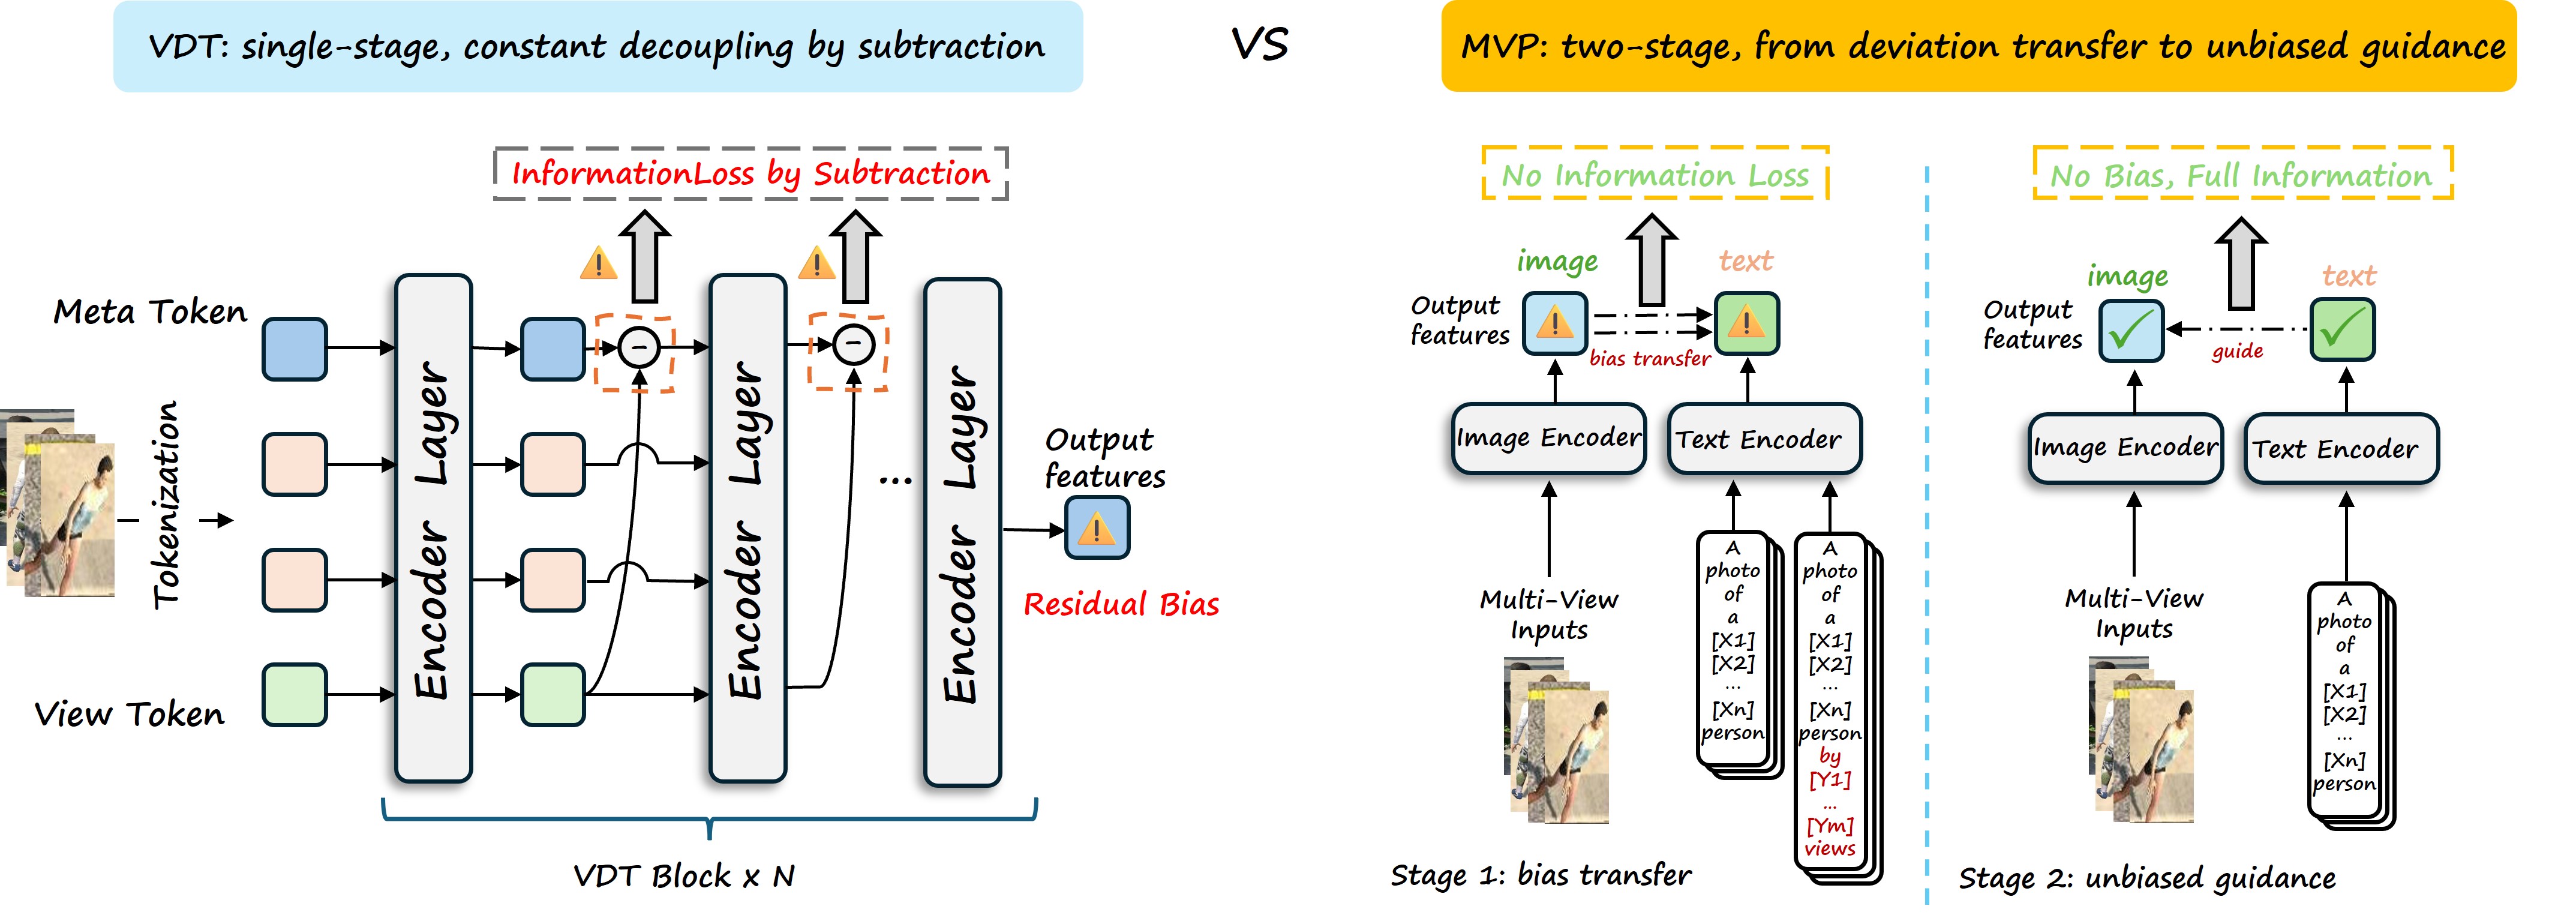 VDT: single-stage, constant decoupling by subtraction
VS
MVP: two-stage, from deviation transfer to unbiased guidance
InformationLoss by Subtraction
Meta Token
Tokenization
View Token
Encoder Layer
Encoder Layer
...
Encoder Layer
Output
features
Residual Bias
VDT Block x N
No Information Loss
image
text
Output
features
bias transfer
Image Encoder
Text Encoder
Multi-View
Inputs
A
photo
of
a
[X1]
[X2]
...
[Xn]
person
A
photo
of
a
[X1]
[X2]
...
[Xn]
person
by
[Y1]
...
[Ym]
views
Stage 1: bias transfer
No Bias, Full Information
image
text
Output
features
guide
Image Encoder
Text Encoder
Multi-View
Inputs
A
photo
of
a
[X1]
[X2]
...
[Xn]
person
Stage 2: unbiased guidance